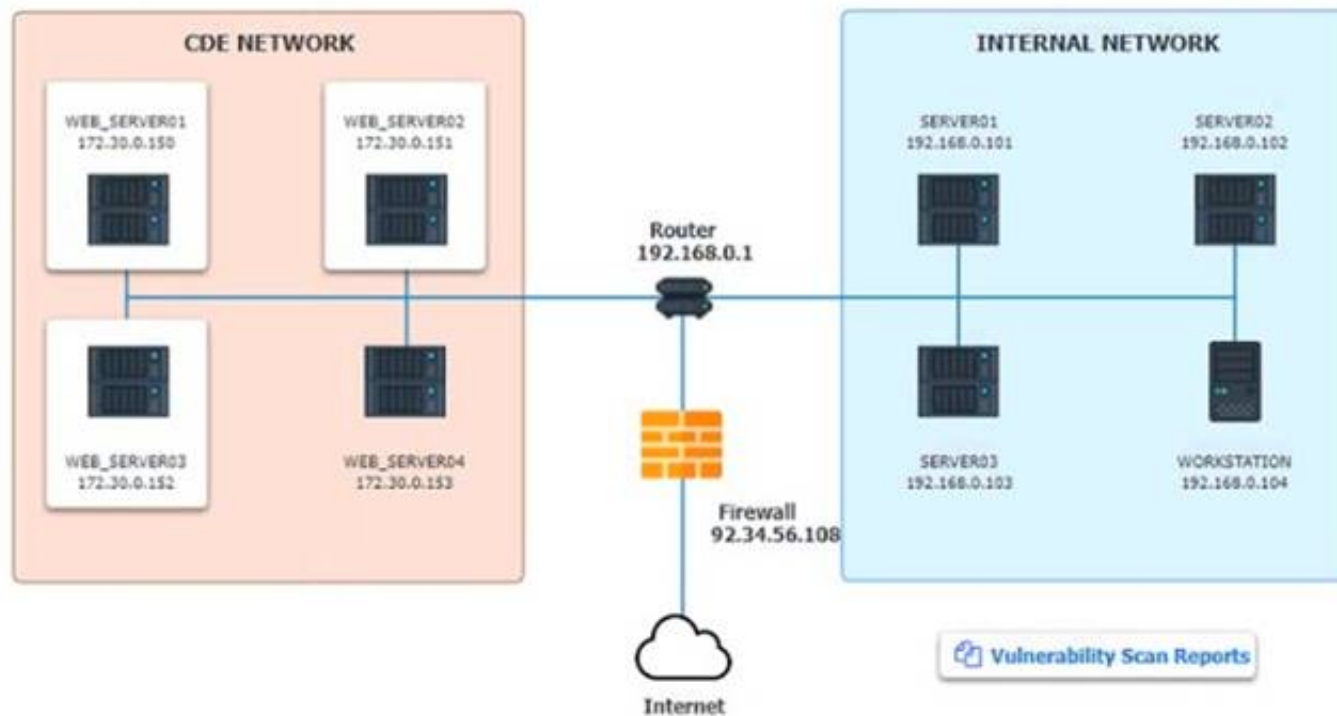 CDE NETWORK
WEB_SERVER01
172.30.0.150
WEB_SERVER02
172.30.0.151
WEB_SERVER03
172.30.0.152
WEB_SERVER04
172.30.0.153
Router
192.168.0.1
Firewall
92.34.56.108
Internet
INTERNAL NETWORK
SERVER01
192.168.0.101
SERVER02
192.168.0.102
SERVER03
192.168.0.103
WORKSTATION
192.168.0.104
Vulnerability Scan Reports